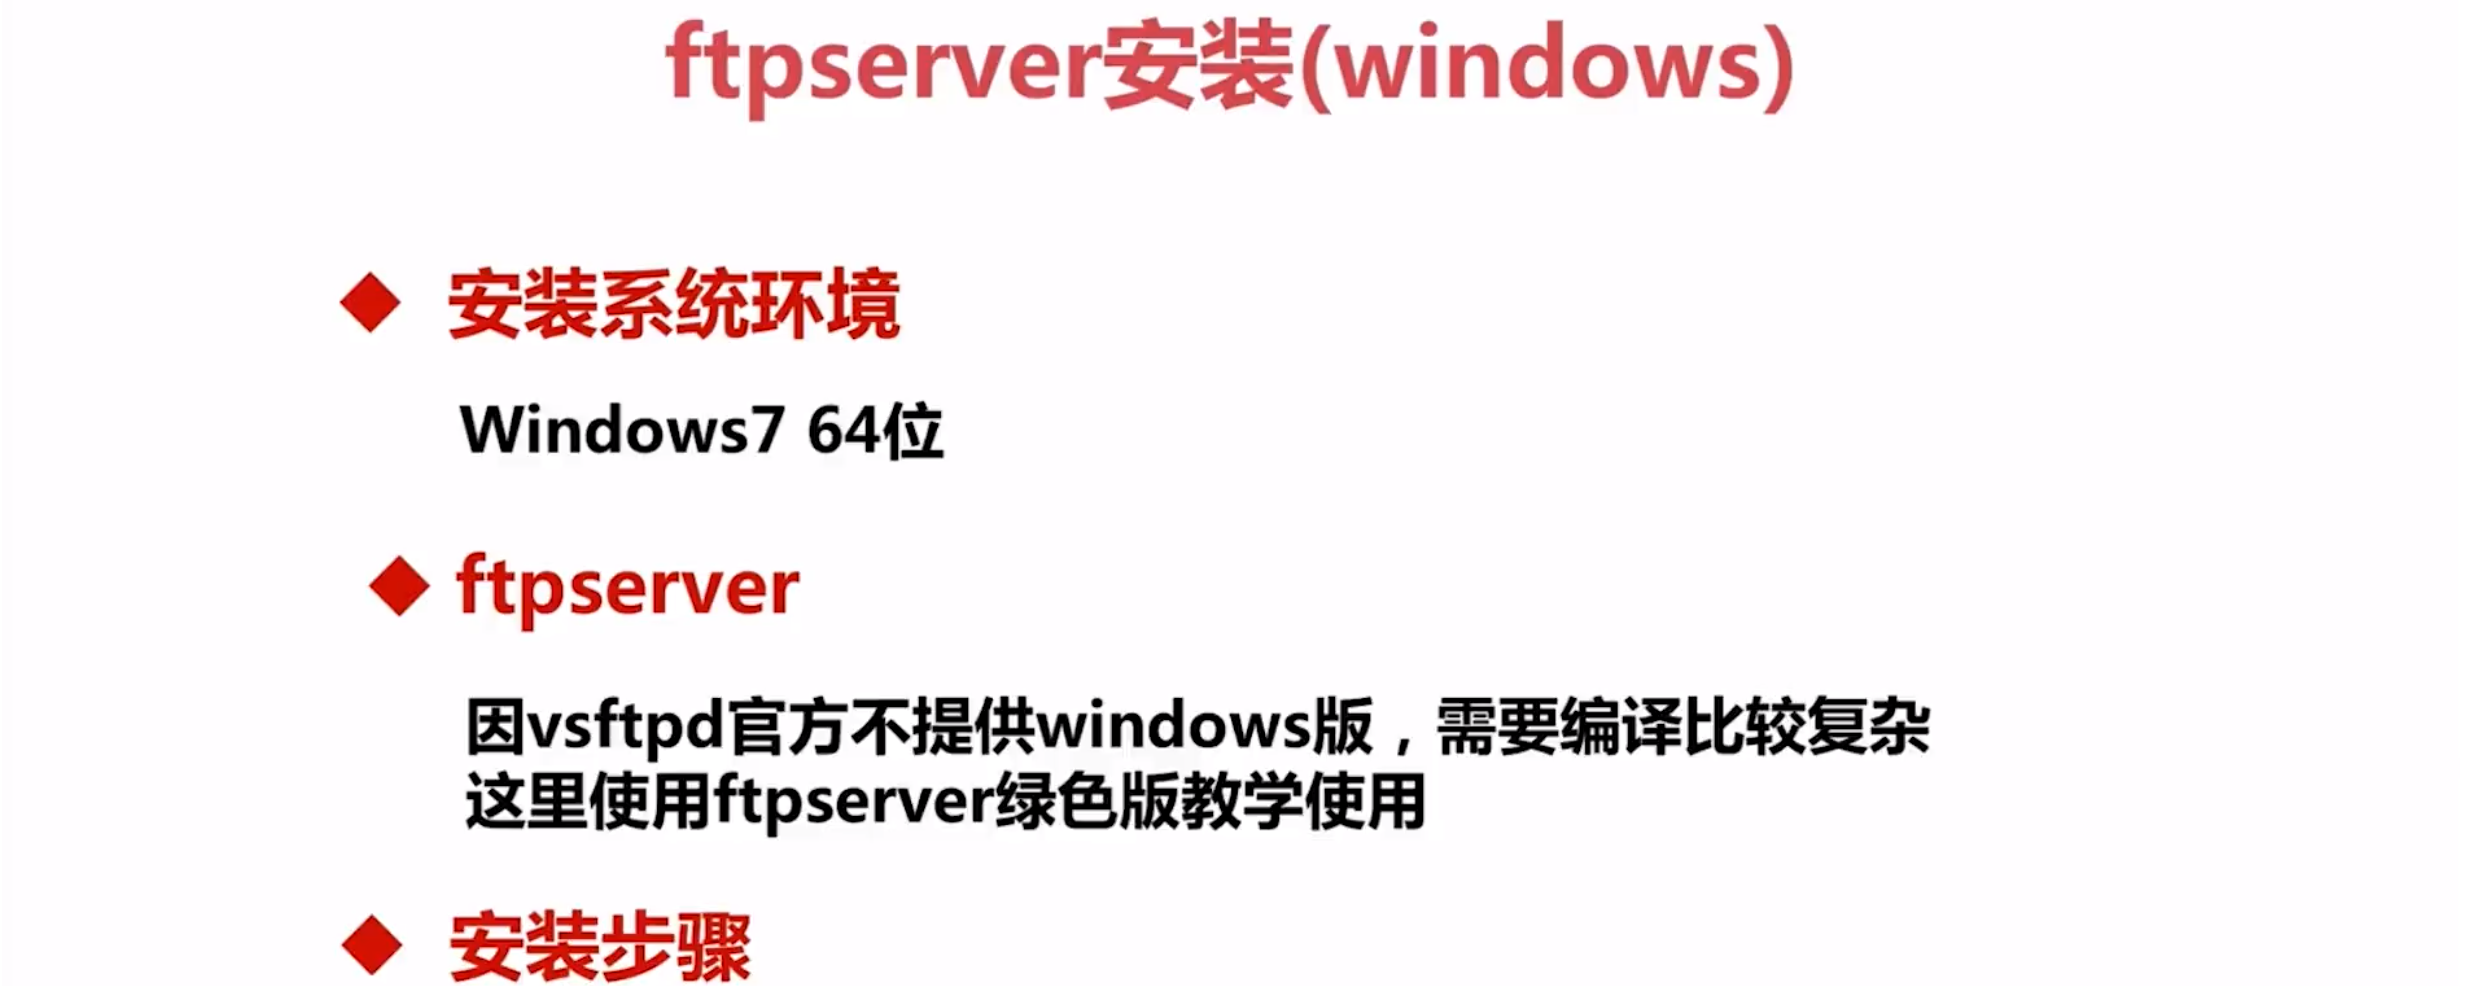 ftpserver安装(windows)
安装系统环境
Windows7 64位
ftpserver
因vsftpd官方不提供windows版，需要编译比较复杂
这里使用ftpserver绿色版教学使用
安装步骤